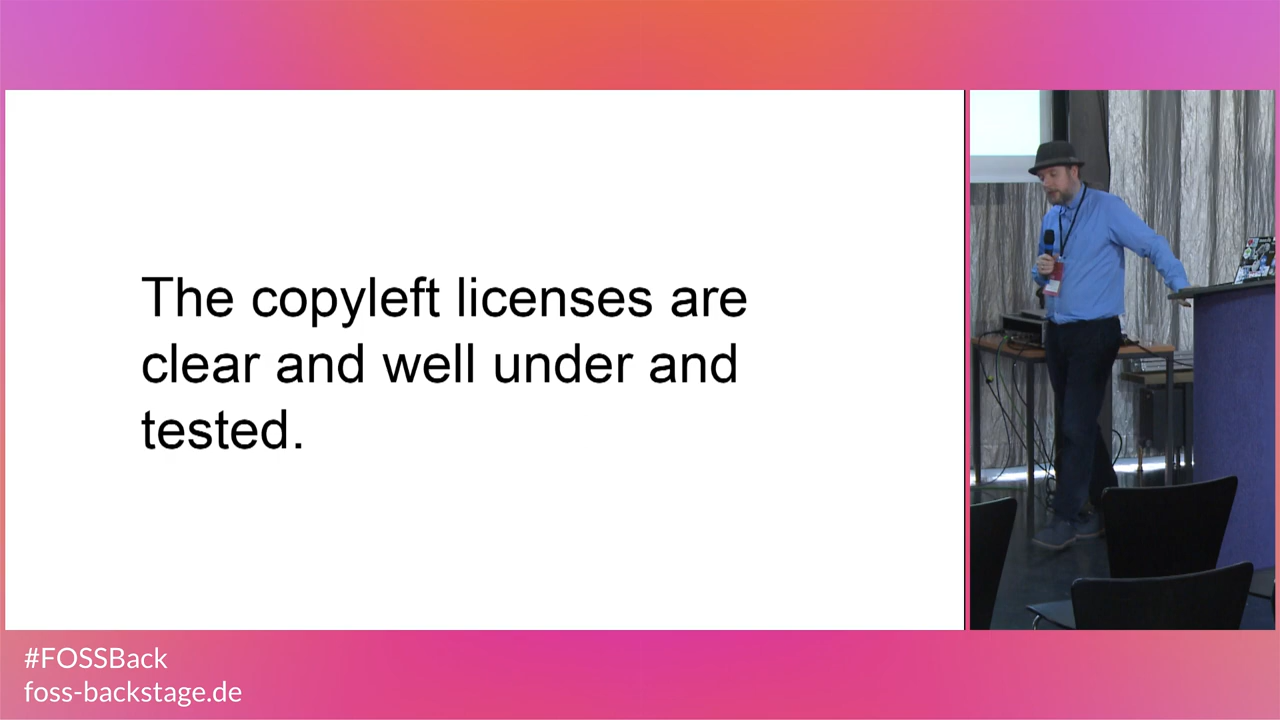 The copyleft licenses are
clear and well under and
tested.
#FOSSBack
foss-backstage.de